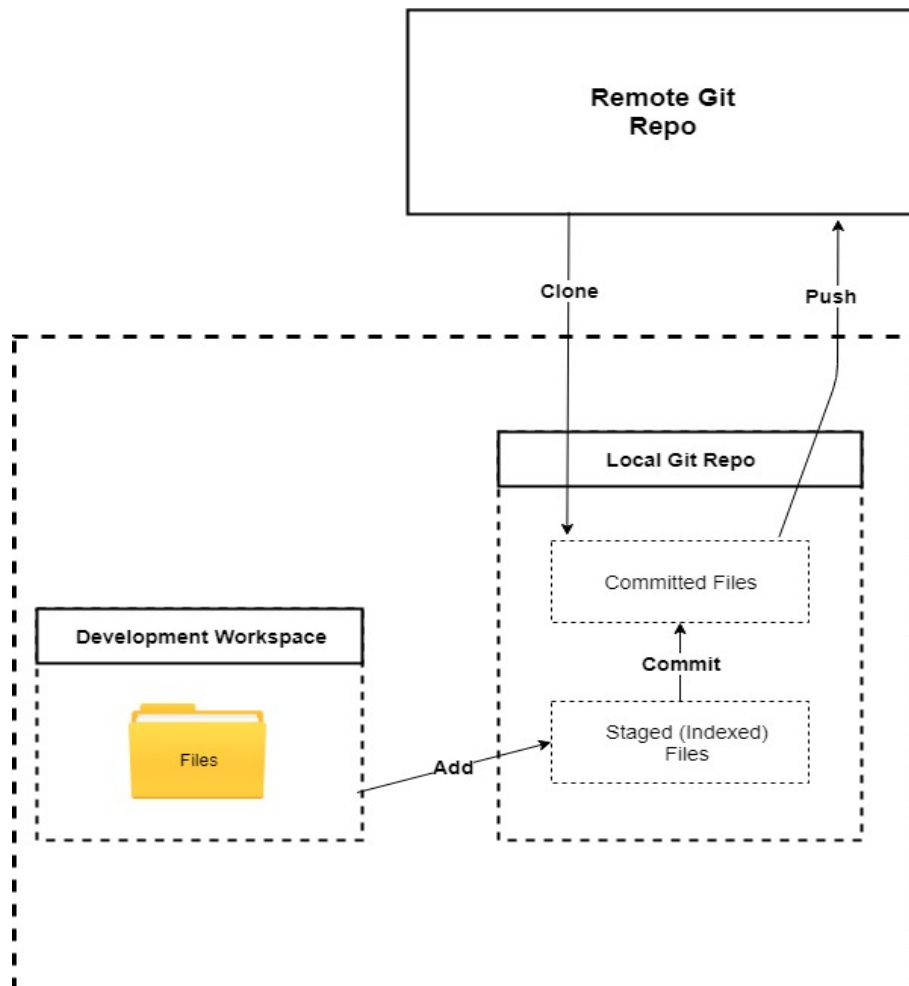 Remote Git
Repo
Clone
Push
Local Git Repo
Committed Files
Development Workspace
Commit
Staged (Indexed)
Files
Files
Add